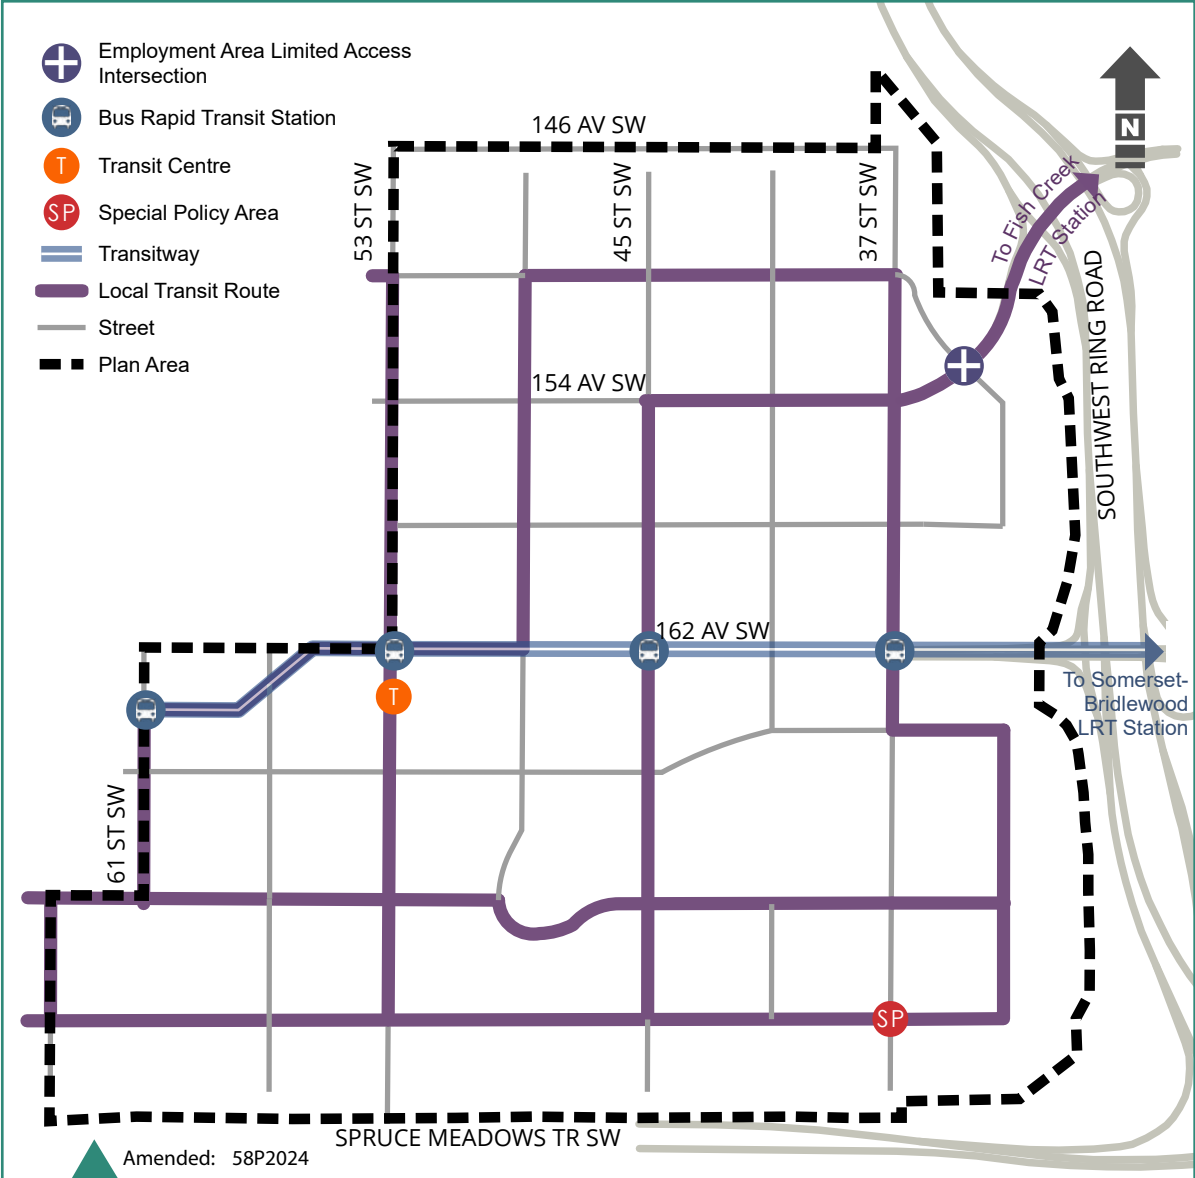 Employment Area Limited Access
Intersection
Bus Rapid Transit Station
T
Transit Centre
SP
Special Policy Area
Transitway
Local Transit Route
Street
Plan Area
146 AV SW
53 ST SW
45 ST SW
37 ST SW
N
To Fish Creek
LRT Station
SOUTHWEST RING ROAD
154 AV SW
162 AV SW
T
To Somerset-
Bridlewood
LRT Station
61 ST SW
SP
SPRUCE MEADOWS TR SW
Amended: 58P2024